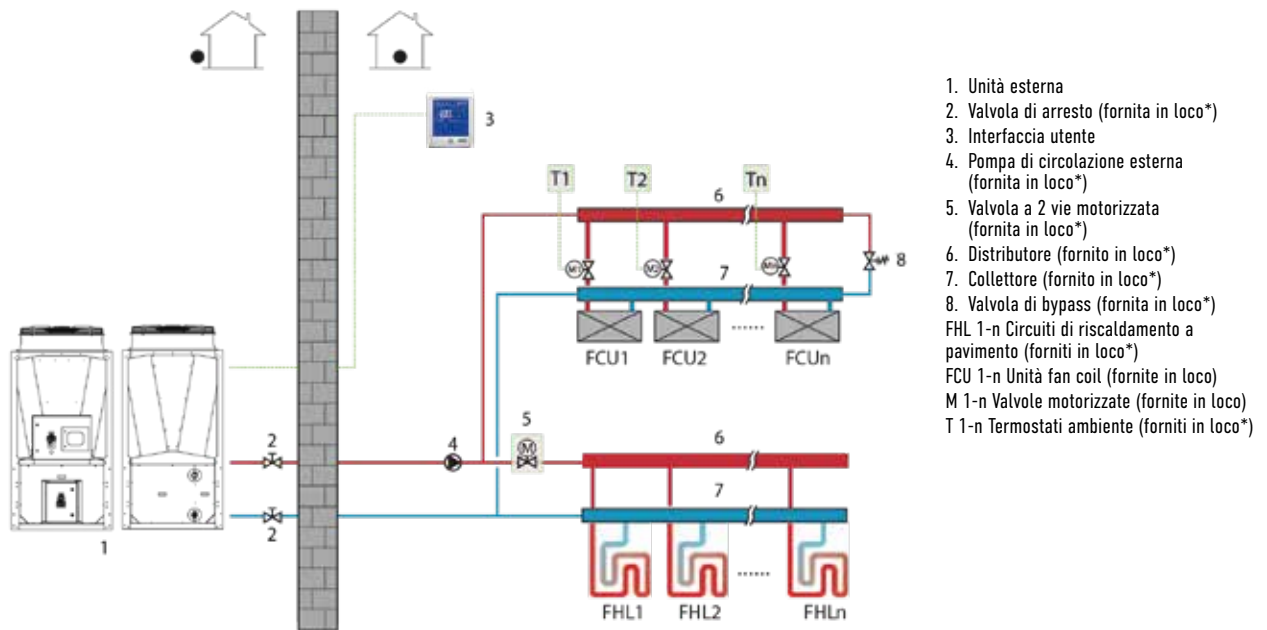 3
T1
T2
Tn
6
M1
M2
Mn
8
7
FCU1
FCU2
......
FCUn
5
M
2
4
6
7
2
1
......
FHL1
FHL2
FHLn
1. Unità esterna
2. Valvola di arresto (fornita in loco*)
3. Interfaccia utente
4. Pompa di circolazione esterna
(fornita in loco*)
5. Valvola a 2 vie motorizzata
(fornita in loco*)
6. Distributore (fornito in loco*)
7. Collettore (fornito in loco*)
8. Valvola di bypass (fornita in loco*)
FHL 1-n Circuiti di riscaldamento a
pavimento (forniti in loco*)
FCU 1-n Unità fan coil (fornite in loco)
M 1-n Valvole motorizzate (fornite in loco)
T 1-n Termostati ambiente (forniti in loco*)